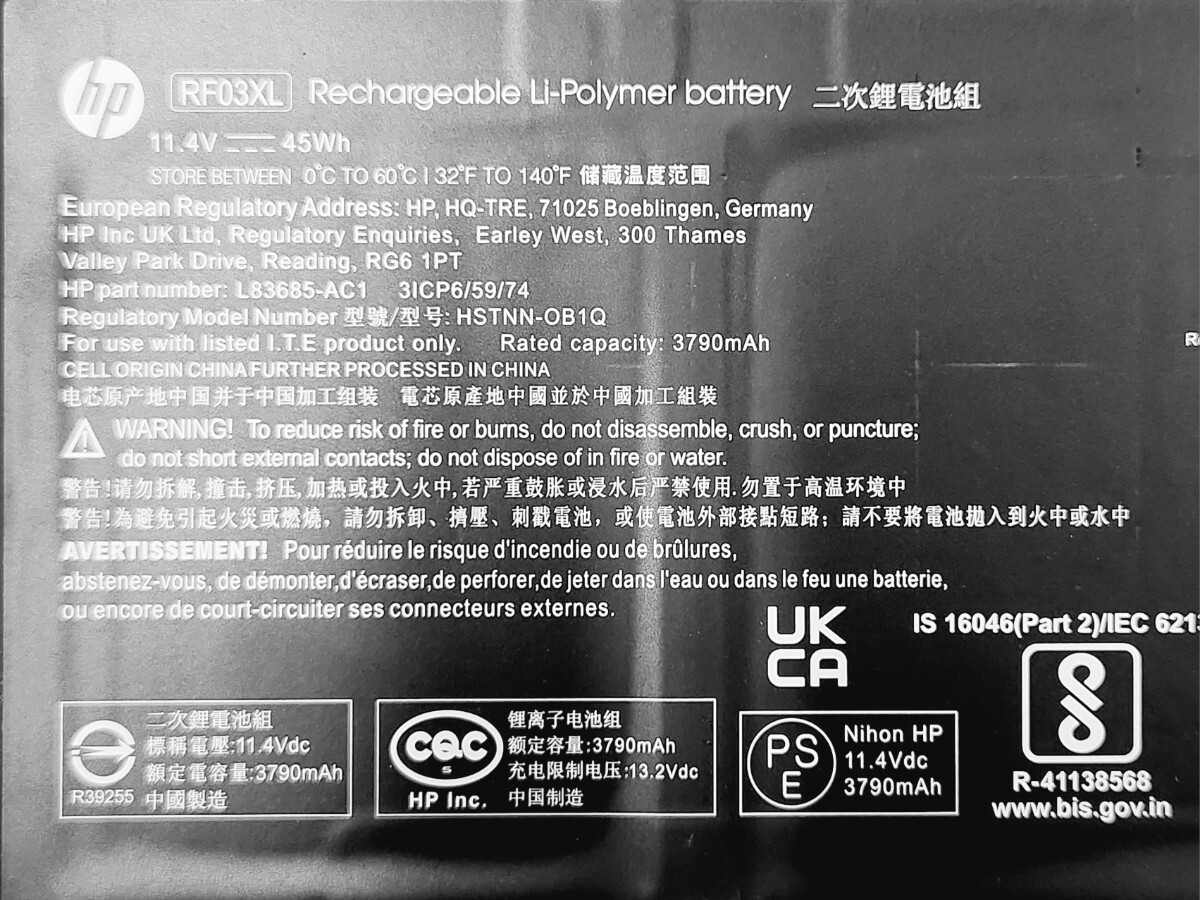 hp RF03XL Rechargeable Li-Polymer battery 二次鋰電池組
11.4V 45Wh
STORE BETWEEN 0°C TO 60°C | 32°F TO 140°F 储藏温度范围
European Regulatory Address: HP, HQ-TRE, 71025 Boeblingen, Germany
HP Inc UK Ltd, Regulatory Enquiries, Earley West, 300 Thames
Valley Park Drive, Reading, RG6 1PT
HP part number: L83685-AC1 3ICP6/59/74
Regulatory Model Number 型號/型号: HSTNN-OB1Q
For use with listed I.T.E product only. Rated capacity: 3790mAh
CELL ORIGIN CHINA FURTHER PROCESSED IN CHINA
电芯原产地中国并于中国加工组装 電芯原產地中國並於中國加工組裝
WARNING! To reduce risk of fire or burns, do not disassemble, crush, or puncture;
do not short external contacts; do not dispose of in fire or water.
警告!请勿拆解,撞击,挤压,加热或投入火中,若严重鼓胀或浸水后严禁使用.勿置于高温环境中
警告!為避免引起火災或燃燒，請勿拆卸、擠壓、刺戳電池，或使電池外部接點短路；請不要將電池拋入到火中或水中
AVERTISSEMENT! Pour réduire le risque d'incendie ou de brûlures,
abstenez-vous, de démonter,d'écraser,de perforer,de jeter dans l'eau ou dans le feu une batterie,
ou encore de court-circuiter ses connecteurs externes.
UK
CA
IS 16046(Part 2)/IEC 6213
R-41138568
www.bis.gov.in
二次鋰電池組
標稱電壓:11.4Vdc
額定電容量:3790mAh
R39255 中國製造
CQC
S
HP Inc.
锂离子电池组
额定容量:3790mAh
充电限制电压:13.2Vdc
中国制造
PS
E
Nihon HP
11.4Vdc
3790mAh